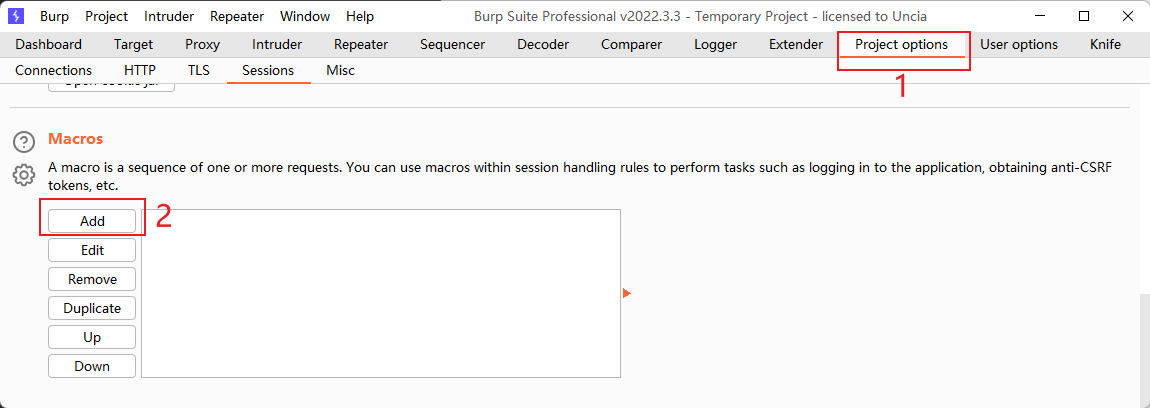 Burp Project Intruder Repeater Window Help Burp Suite Professional v2022.3.3 - Temporary Project - licensed to Uncia
Dashboard Target Proxy Intruder Repeater Sequencer Decoder Comparer Logger Extender Project options User options Knife
Connections HTTP TLS Sessions Misc
1
Open cookie jar
Macros
A macro is a sequence of one or more requests. You can use macros within session handling rules to perform tasks such as logging in to the application, obtaining anti-CSRF
tokens, etc.
Add 2
Edit
Remove
Duplicate
Up
Down